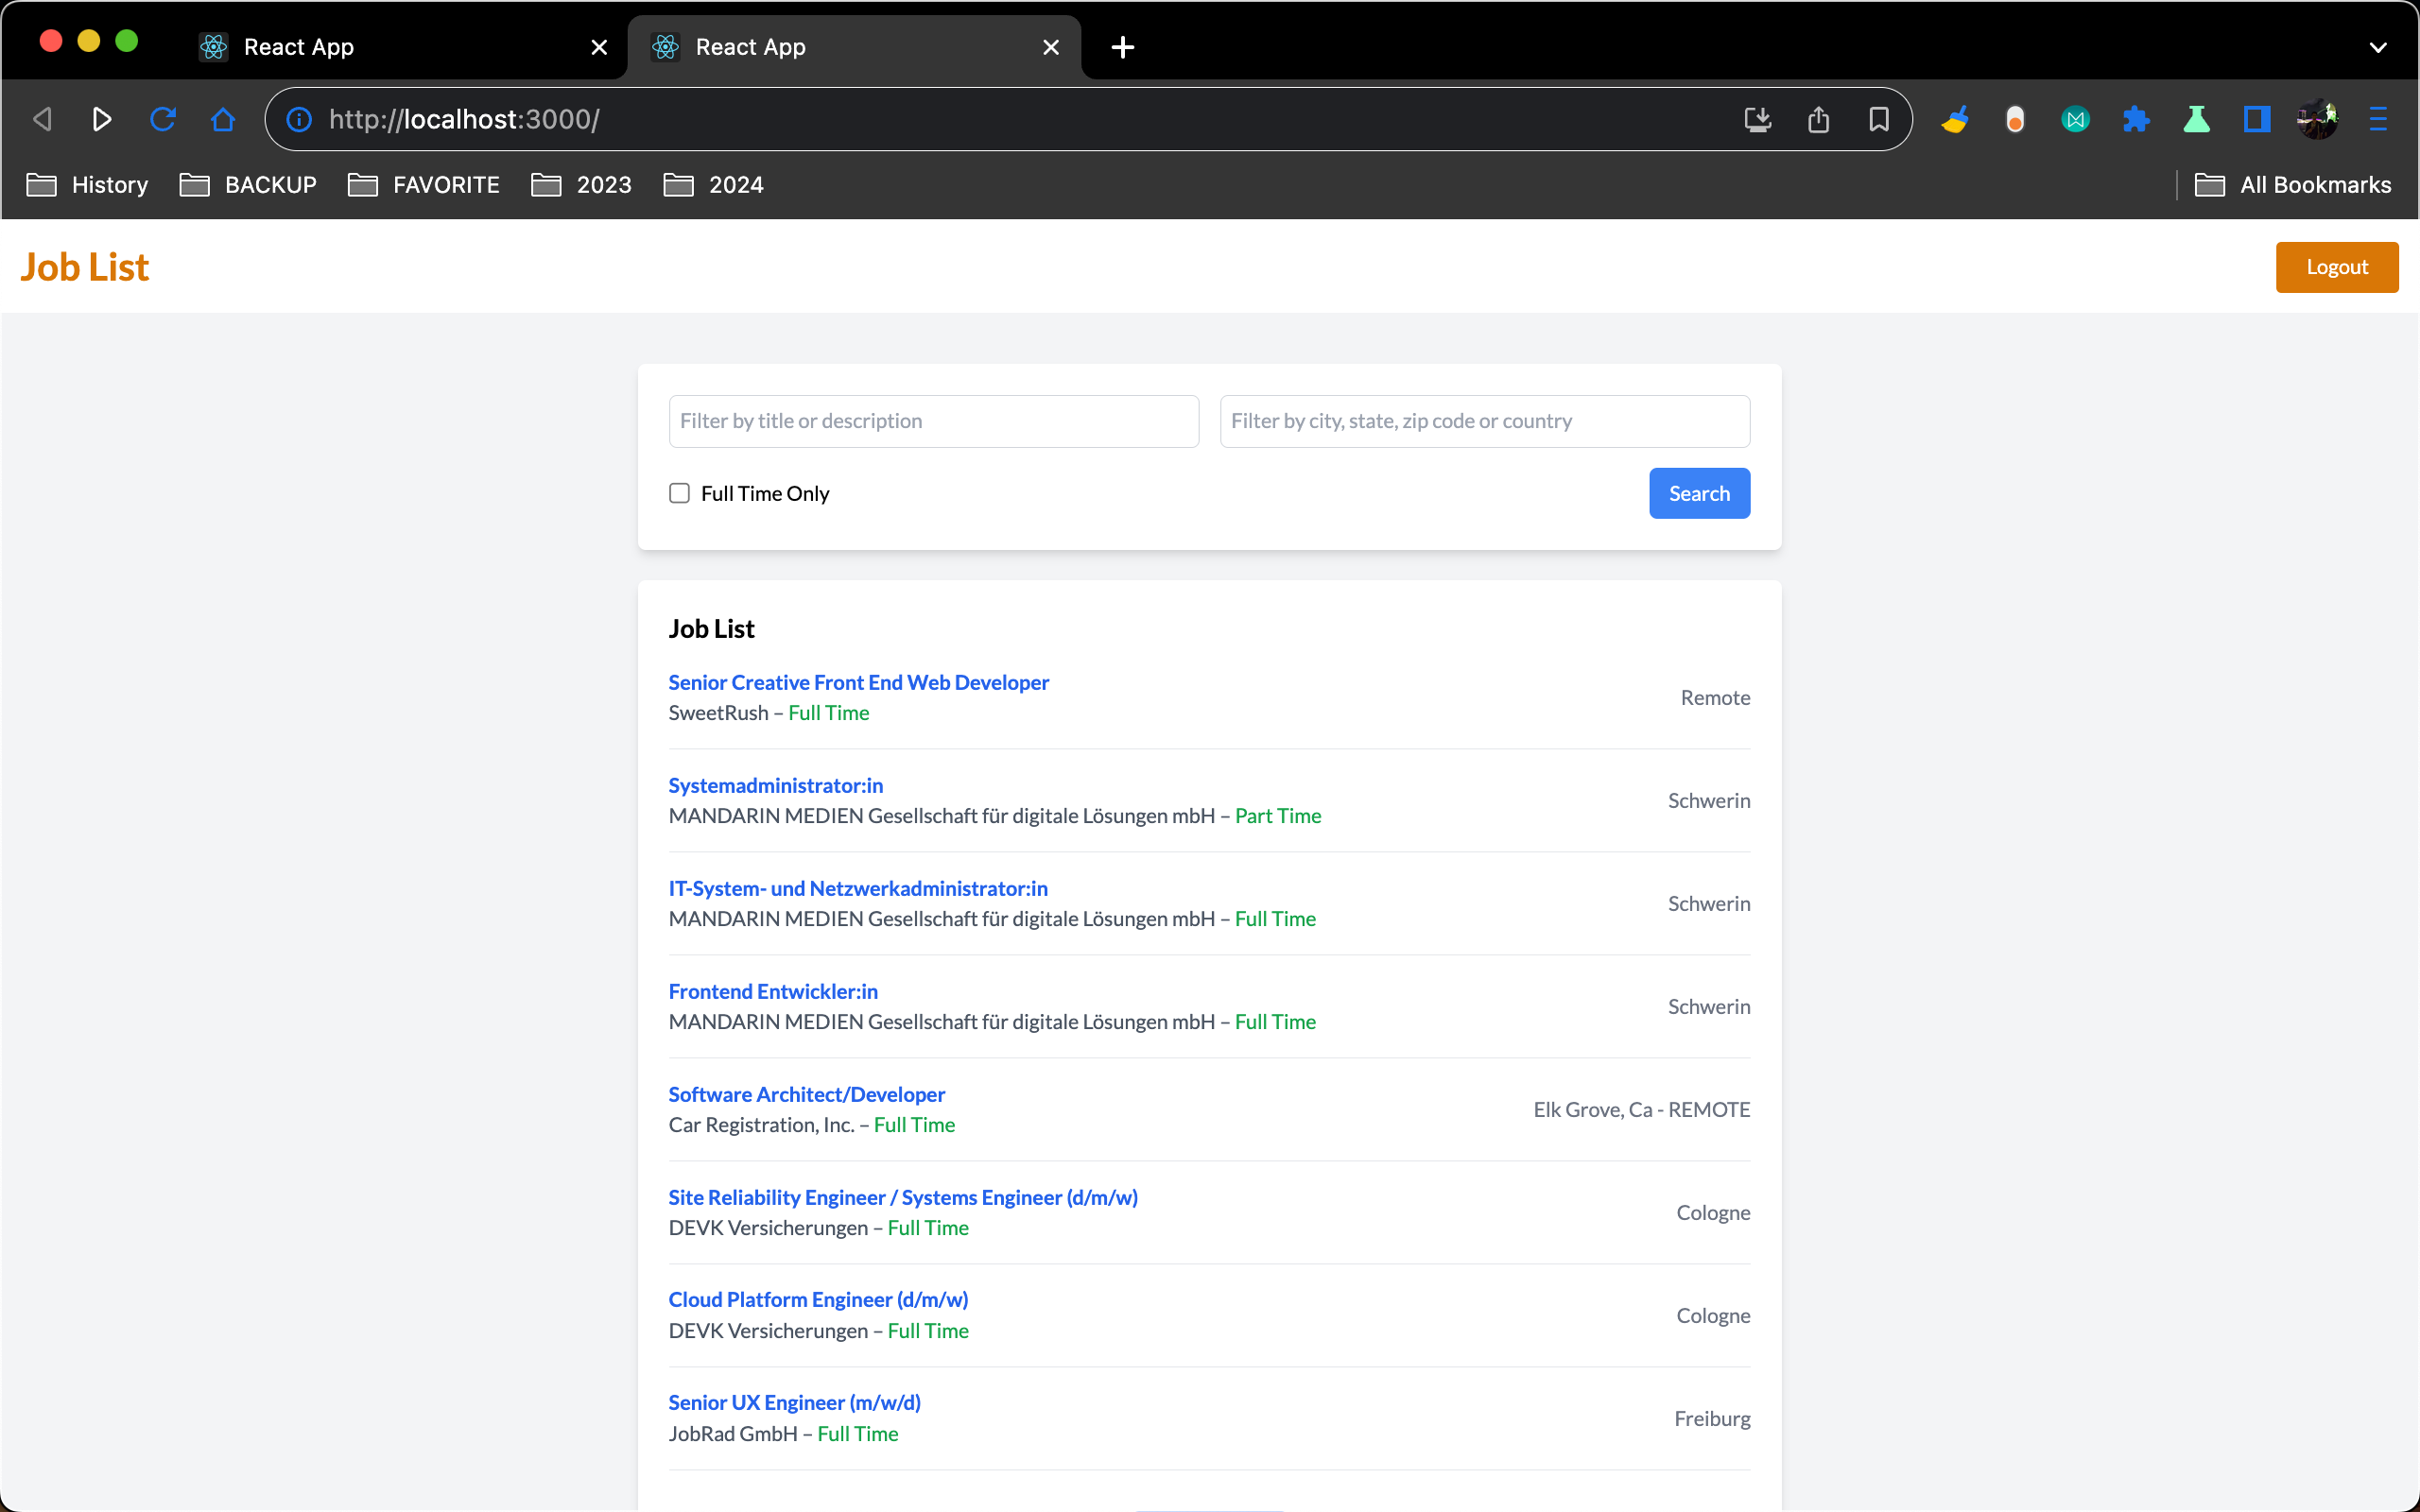 React App
React App
http://localhost:3000/
History
BACKUP
FAVORITE
2023
2024
All Bookmarks
Job List
Logout
Filter by title or description
Filter by city, state, zip code or country
Full Time Only
Search
Job List
Senior Creative Front End Web Developer
SweetRush – Full Time
Remote
Systemadministrator:in
MANDARIN MEDIEN Gesellschaft für digitale Lösungen mbH – Part Time
Schwerin
IT-System- und Netzwerkadministrator:in
MANDARIN MEDIEN Gesellschaft für digitale Lösungen mbH – Full Time
Schwerin
Frontend Entwickler:in
MANDARIN MEDIEN Gesellschaft für digitale Lösungen mbH – Full Time
Schwerin
Software Architect/Developer
Car Registration, Inc. – Full Time
Elk Grove, Ca - REMOTE
Site Reliability Engineer / Systems Engineer (d/m/w)
DEVK Versicherungen – Full Time
Cologne
Cloud Platform Engineer (d/m/w)
DEVK Versicherungen – Full Time
Cologne
Senior UX Engineer (m/w/d)
JobRad GmbH – Full Time
Freiburg